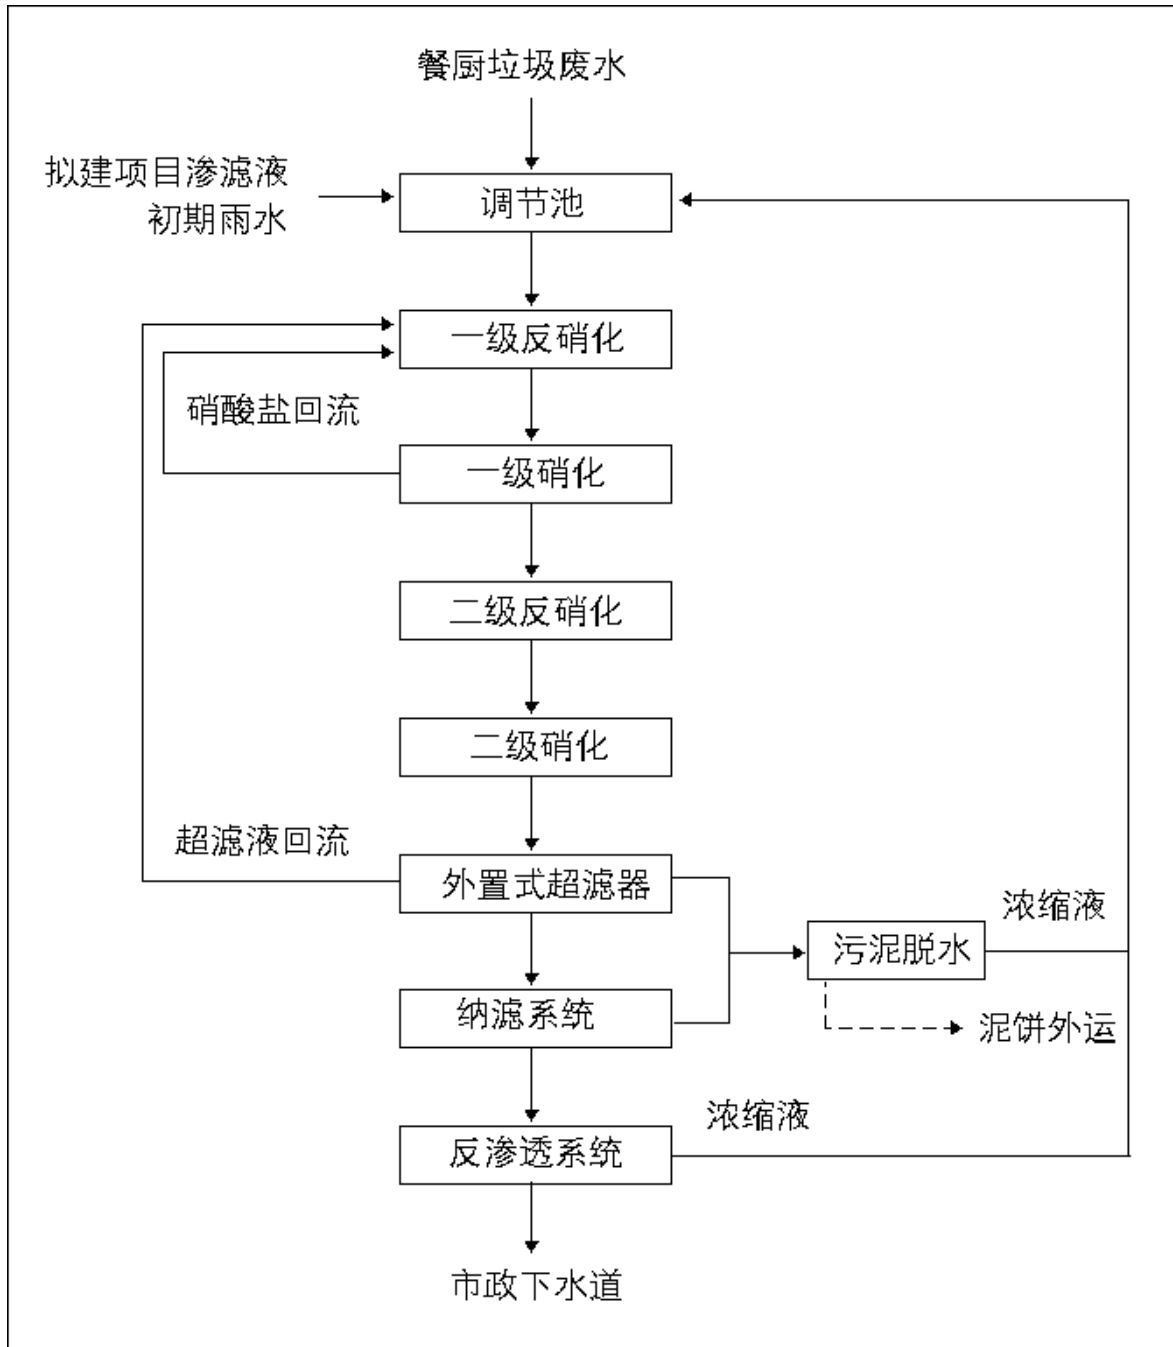 餐厨垃圾废水
拟建项目渗滤液
初期雨水
调节池
一级反硝化
硝酸盐回流
一级硝化
二级反硝化
二级硝化
超滤液回流
外置式超滤器
浓缩液
污泥脱水
纳滤系统
泥饼外运
浓缩液
反渗透系统
市政下水道